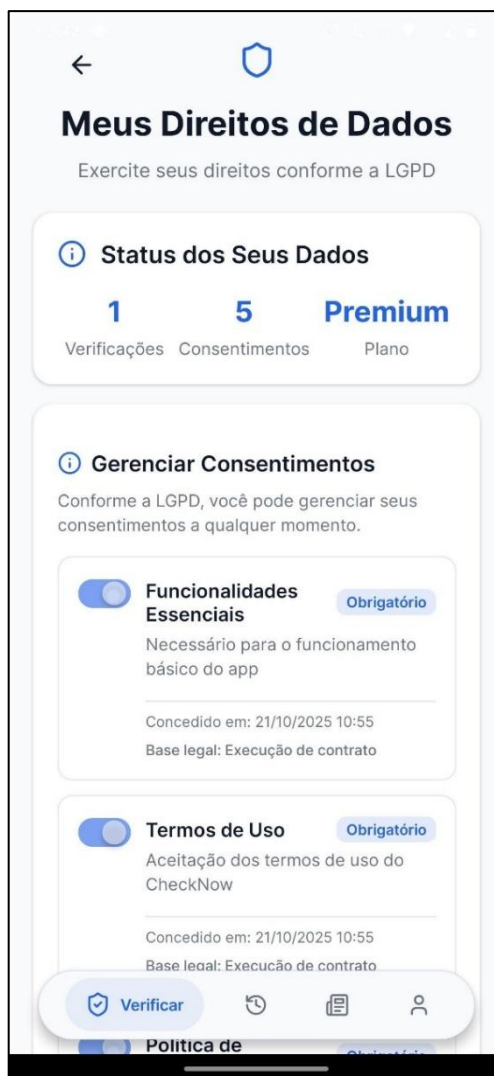 Meus Direitos de Dados
Exercite seus direitos conforme a LGPD
Status dos Seus Dados
1
Verificações
5
Consentimentos
Premium
Plano
Gerenciar Consentimentos
Conforme a LGPD, você pode gerenciar seus
consentimentos a qualquer momento.
Funcionalidades
Essenciais
Obrigatório
Necessário para o funcionamento
básico do app
Concedido em: 21/10/2025 10:55
Base legal: Execução de contrato
Termos de Uso
Obrigatório
Aceitação dos termos de uso do
CheckNow
Concedido em: 21/10/2025 10:55
Base legal: Execução de contrato
Verificar
Política de
Obrigatório